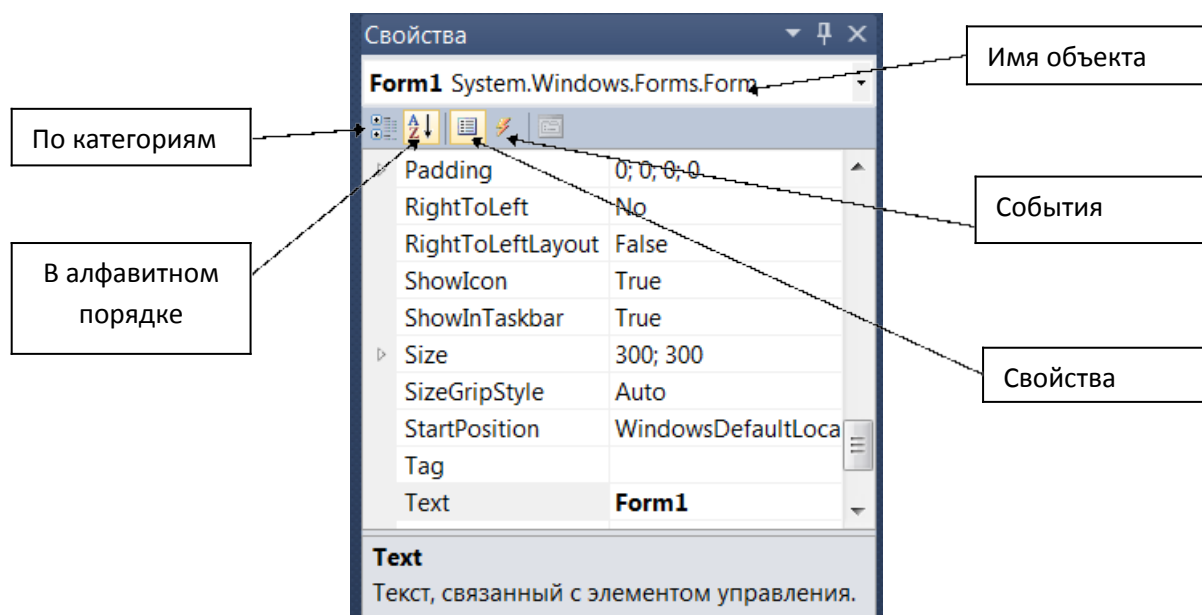 Свойства
Form1 System.Windows.Forms.Form
Имя объекта
По категориям
В алфавитном
порядке
События
Свойства
Padding 0; 0; 0; 0
RightToLeft No
RightToLeftLayout False
ShowIcon True
ShowInTaskbar True
Size 300; 300
SizeGripStyle Auto
StartPosition WindowsDefaultLoca
Tag
Text Form1
Text
Текст, связанный с элементом управления.